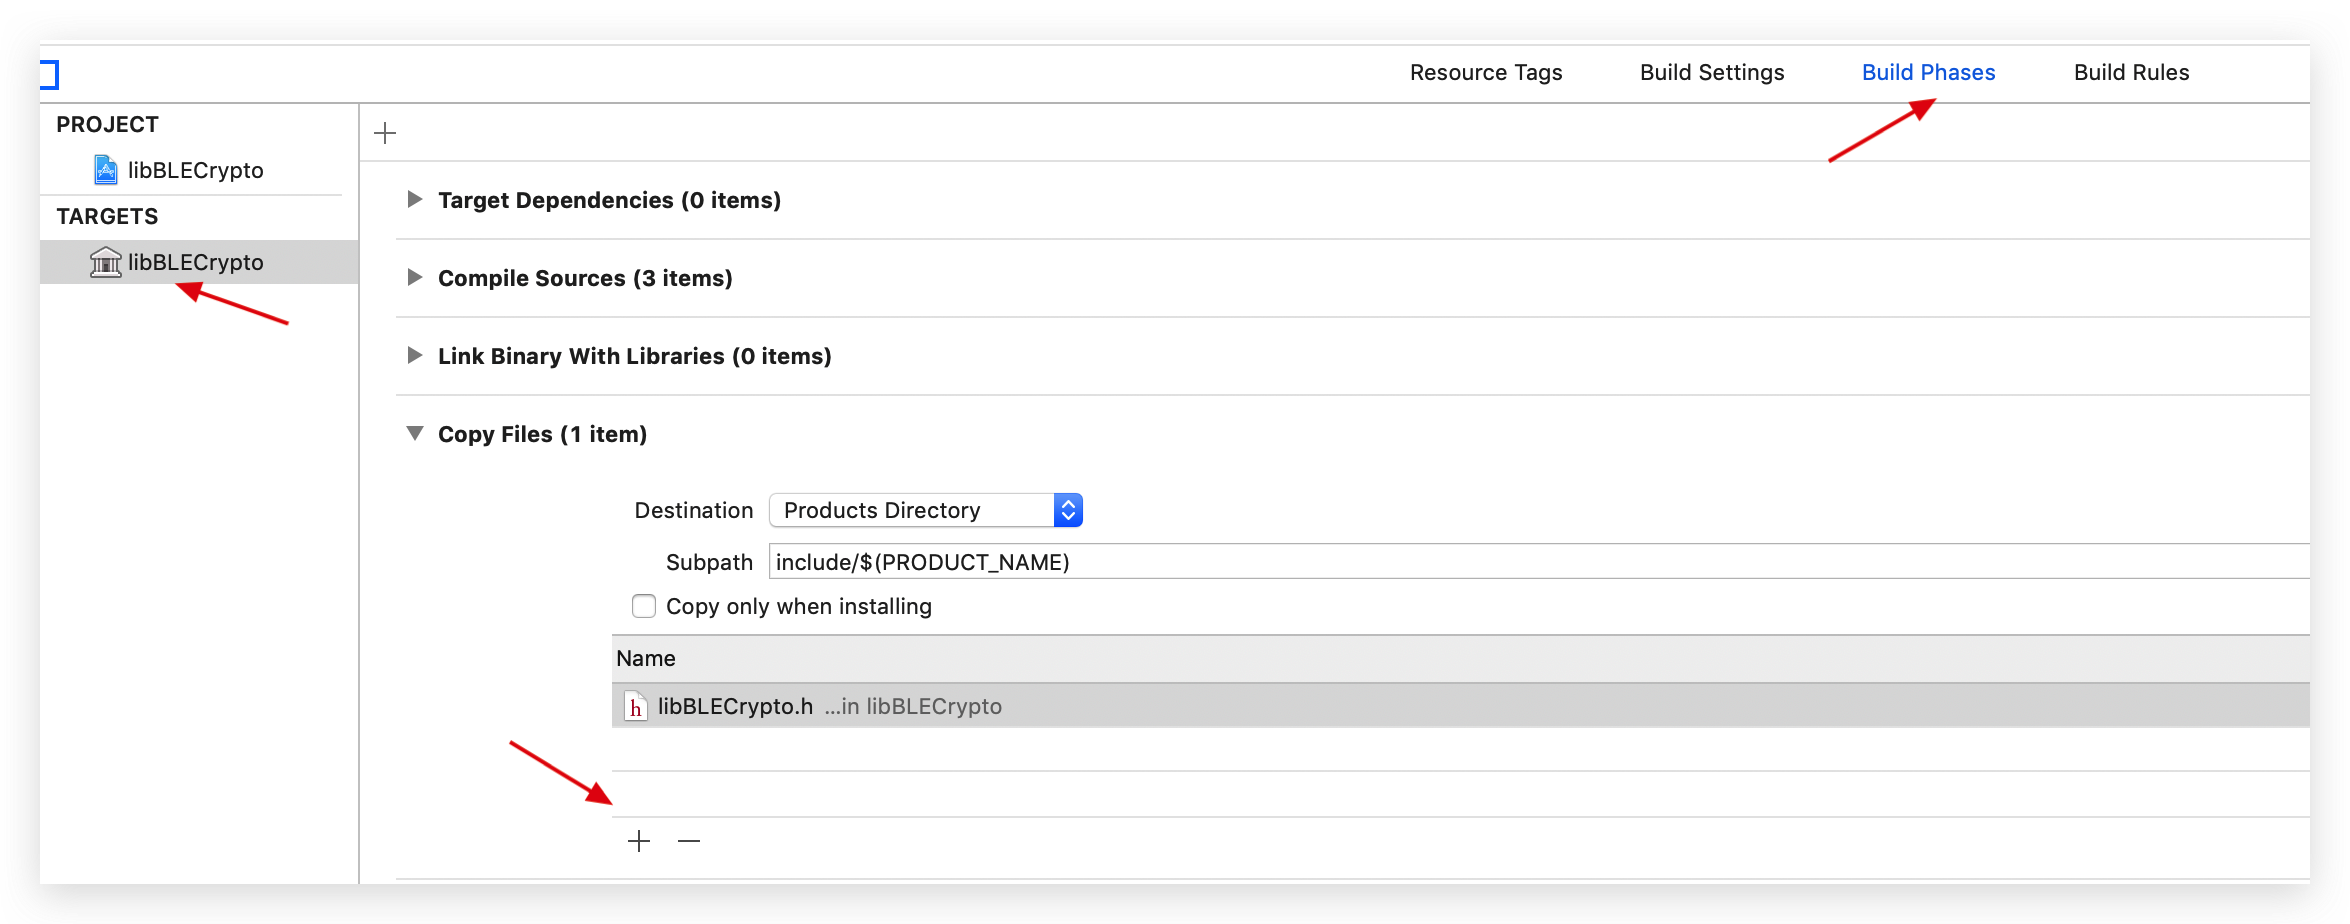 Resource Tags Build Settings Build Phases Build Rules
PROJECT
libBLECrypto
TARGETS
libBLECrypto
Target Dependencies (0 items)
Compile Sources (3 items)
Link Binary With Libraries (0 items)
Copy Files (1 item)
Destination Products Directory
Subpath include/$(PRODUCT_NAME)
Copy only when installing
Name
h libBLECrypto.h ...in libBLECrypto